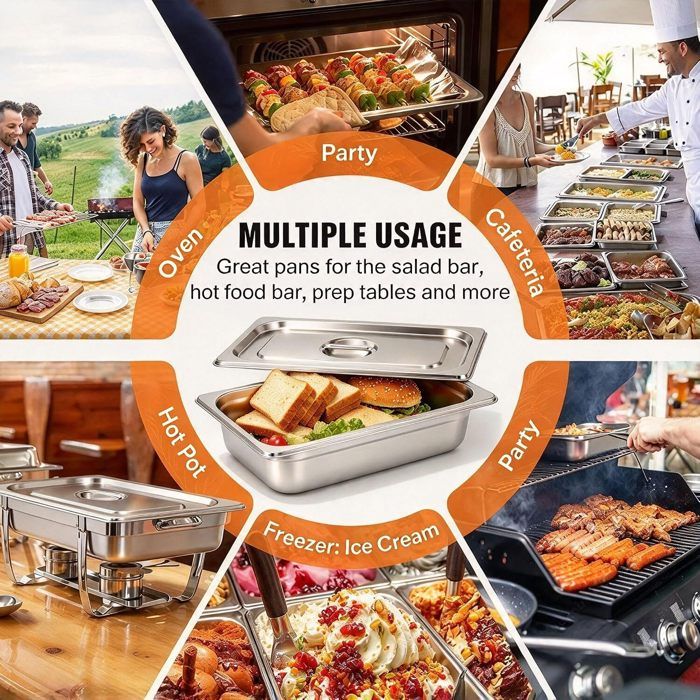 Party
Oven
Cafeteria
MULTIPLE USAGE
Great pans for the salad bar,
hot food bar, prep tables and more
Hot Pot
Party
Freezer: Ice Cream